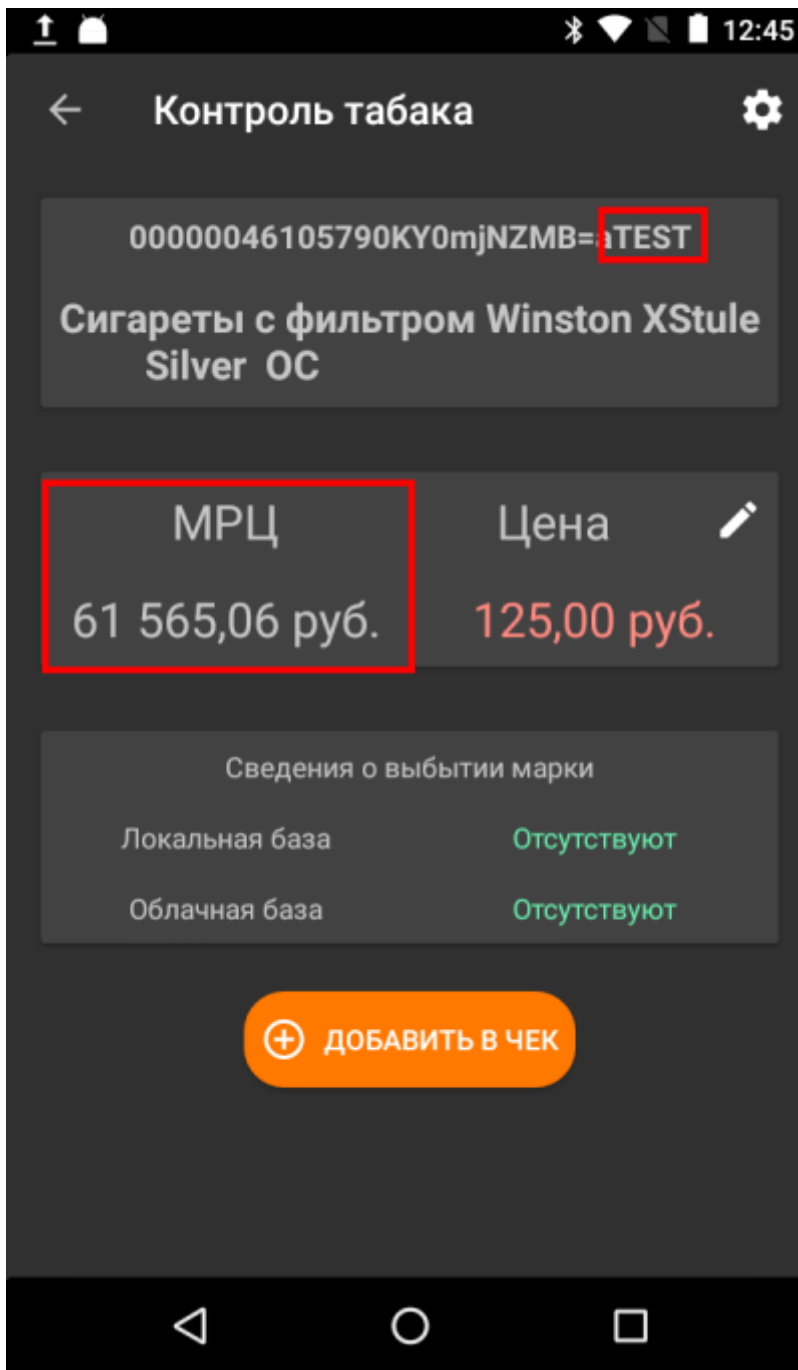 12:45
Контроль табака
00000046105790KY0mjNZMB=aTEST
Сигареты с фильтром Winston XStule
Silver OC
МРЦ
Цена
61 565,06 руб.
125,00 руб.
Сведения о выбытии марки
Локальная база
Отсутствуют
Облачная база
Отсутствуют
ДОБАВИТЬ В ЧЕК